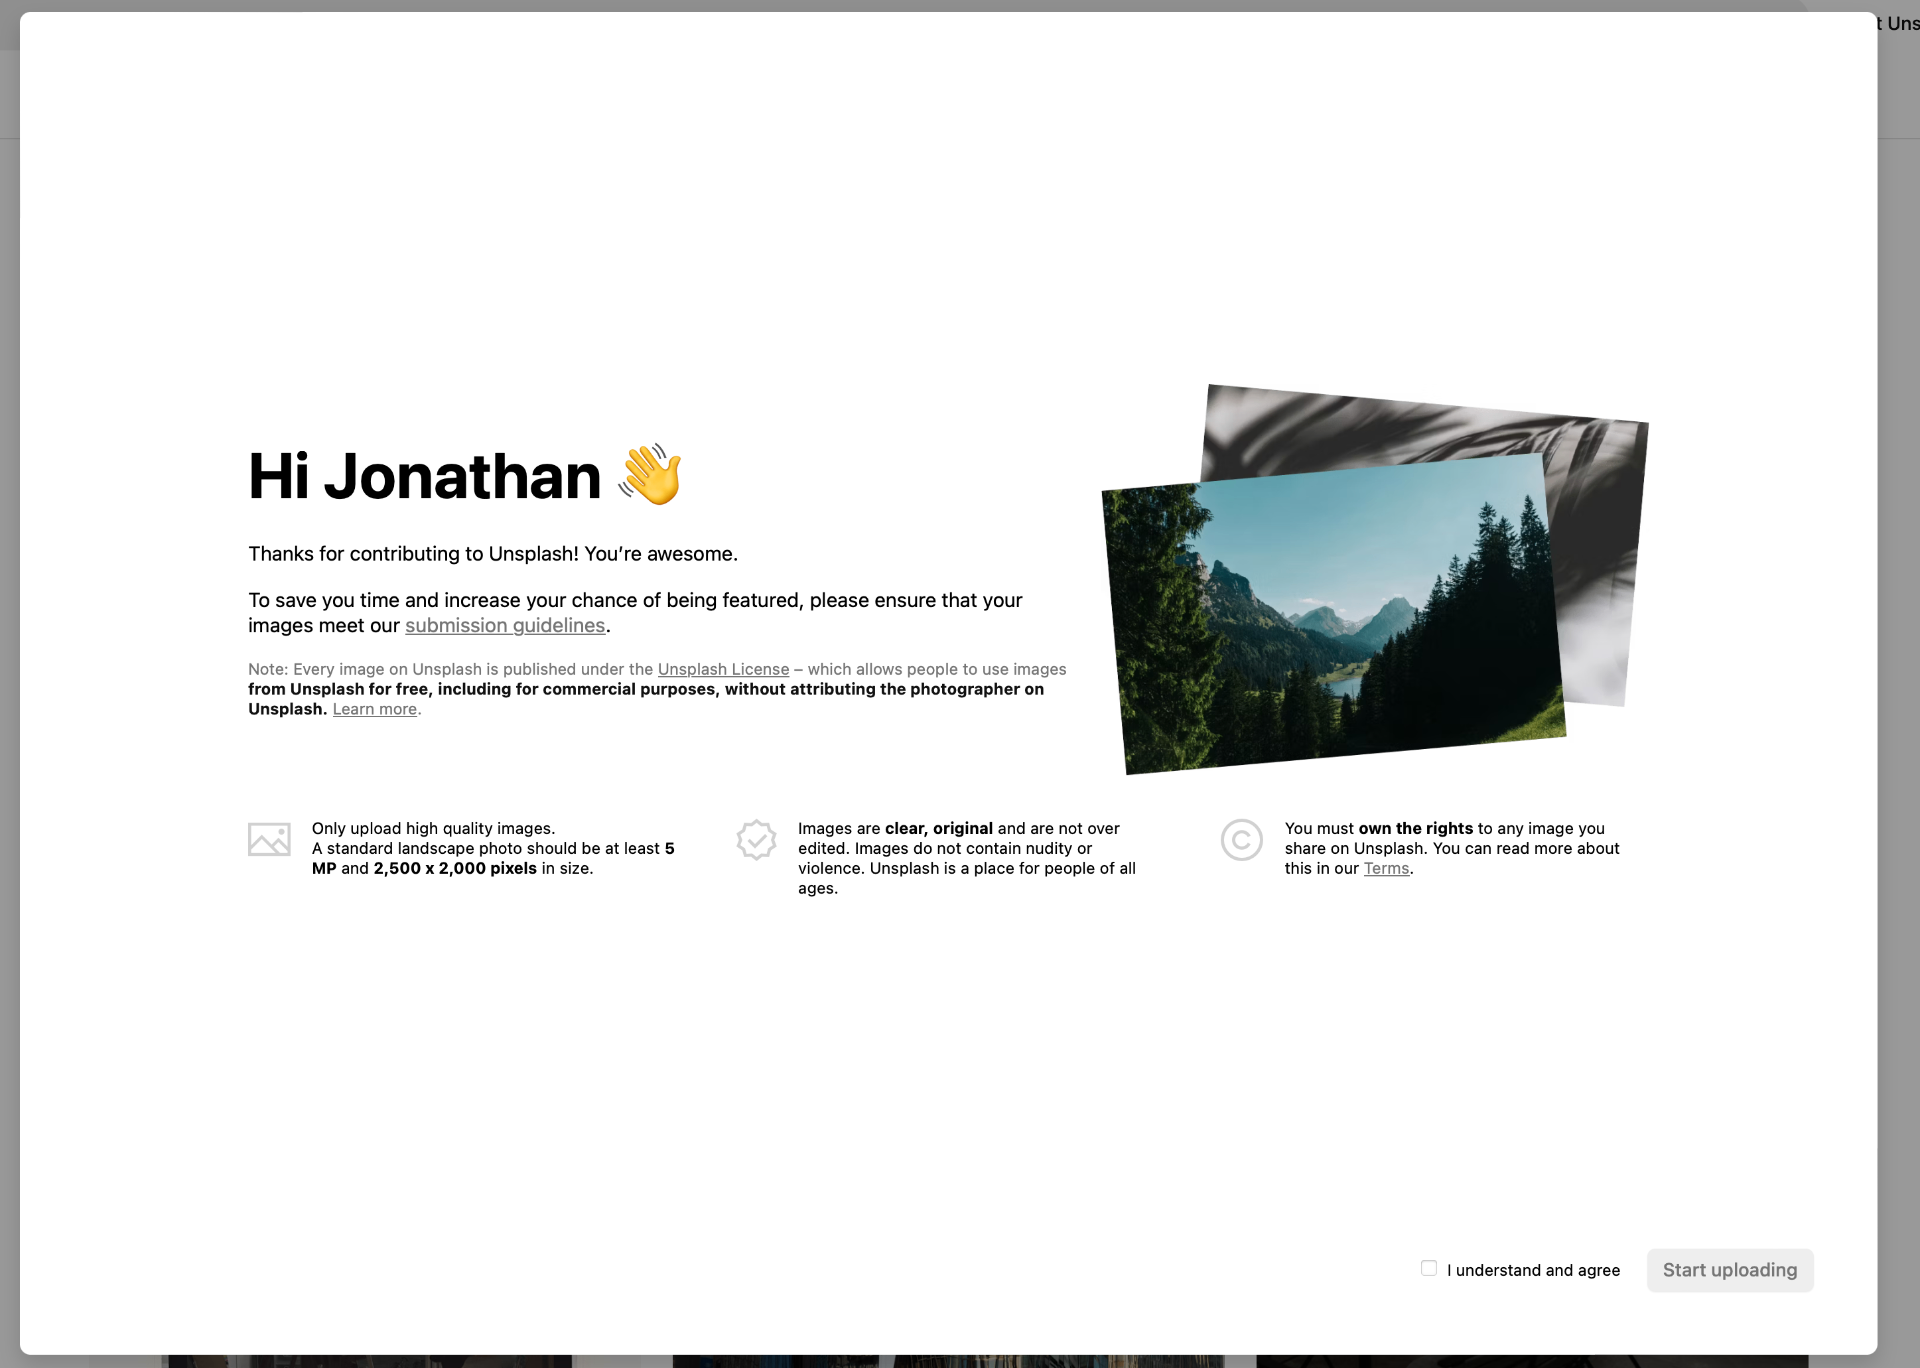 t Uns
Hi Jonathan 👋
Thanks for contributing to Unsplash! You’re awesome.
To save you time and increase your chance of being featured, please ensure that your
images meet our submission guidelines.
Note: Every image on Unsplash is published under the Unsplash License – which allows people to use images
from Unsplash for free, including for commercial purposes, without attributing the photographer on
Unsplash. Learn more.
Only upload high quality images.
A standard landscape photo should be at least 5
MP and 2,500 x 2,000 pixels in size.
Images are clear, original and are not over
edited. Images do not contain nudity or
violence. Unsplash is a place for people of all
ages.
You must own the rights to any image you
share on Unsplash. You can read more about
this in our Terms.
I understand and agree
Start uploading